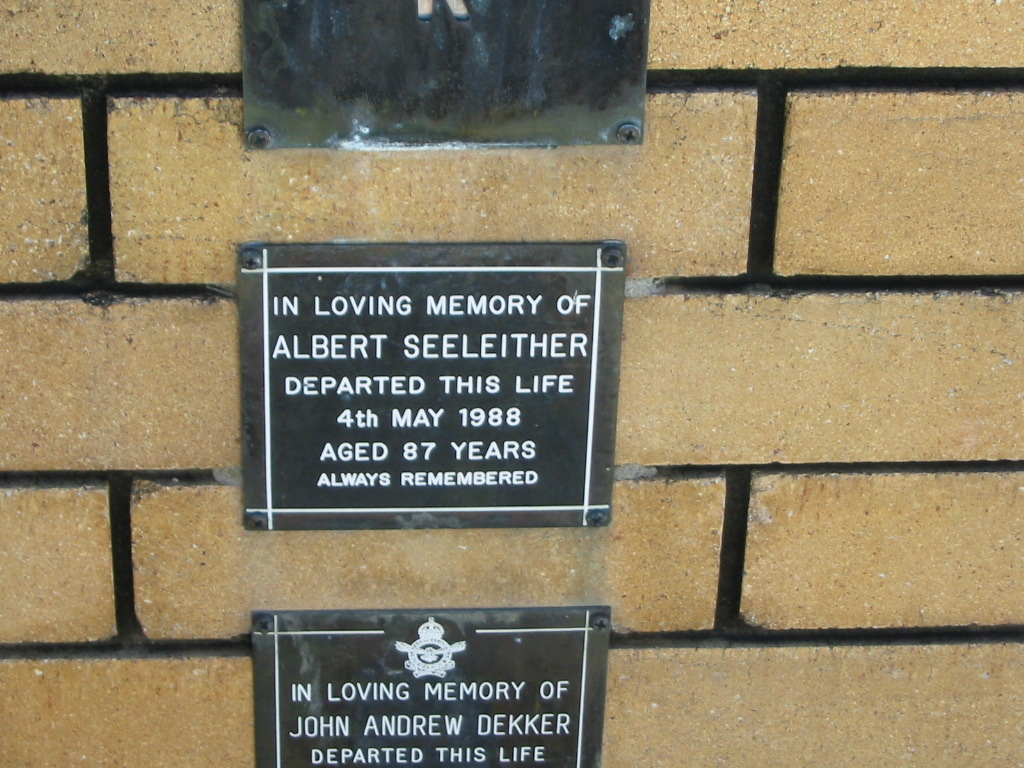 R
IN LOVING MEMORY OF
ALBERT SEELEITHER
DEPARTED THIS LIFE
4th MAY 1988
AGED 87 YEARS
ALWAYS REMEMBERED
IN LOVING MEMORY OF
JOHN ANDREW DEKKER
DEPARTED THIS LIFE